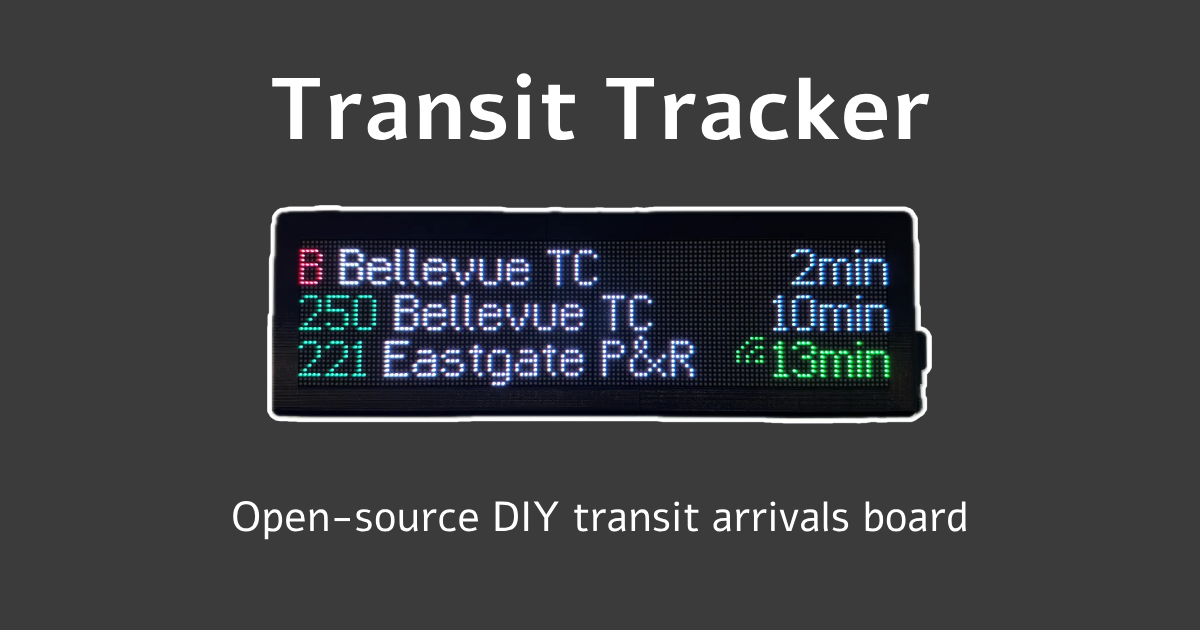 Transit Tracker
B Bellevue TC 2min
250 Bellevue TC 10min
221 Eastgate P&R 13min
Open-source DIY transit arrivals board